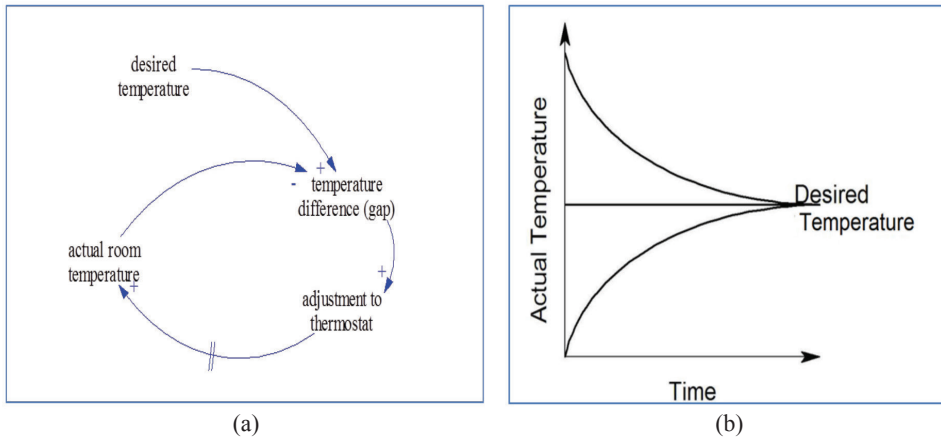 desired
temperature
+
-
temperature
difference (gap)
actual room
temperature
+
+
adjustment to
thermostat
(a)
Actual Temperature
Desired
Temperature
Time
(b)